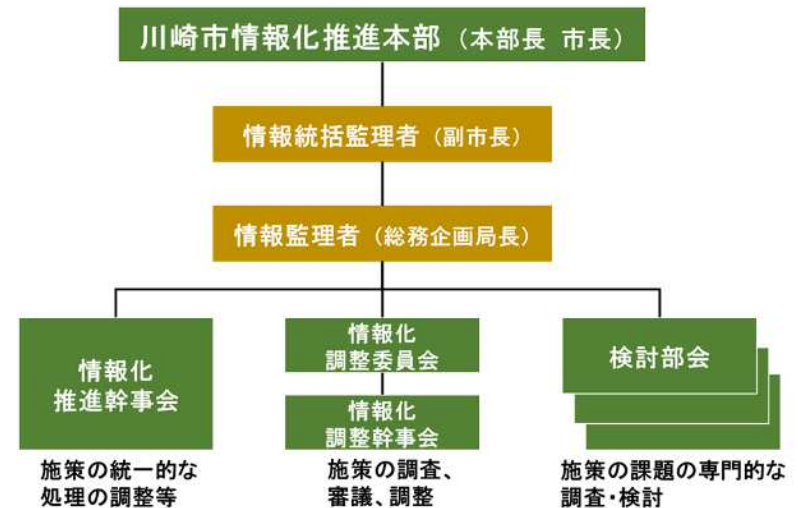 川崎市情報化推進本部（本部長 市長）
情報統括監理者（副市長）
情報監理者（総務企画局長）
情報化
推進幹事会
施策の統一的な
処理の調整等
情報化
調整委員会
情報化
調整幹事会
施策の調査、
審議、調整
検討部会
施策の課題の専門的な
調査・検討